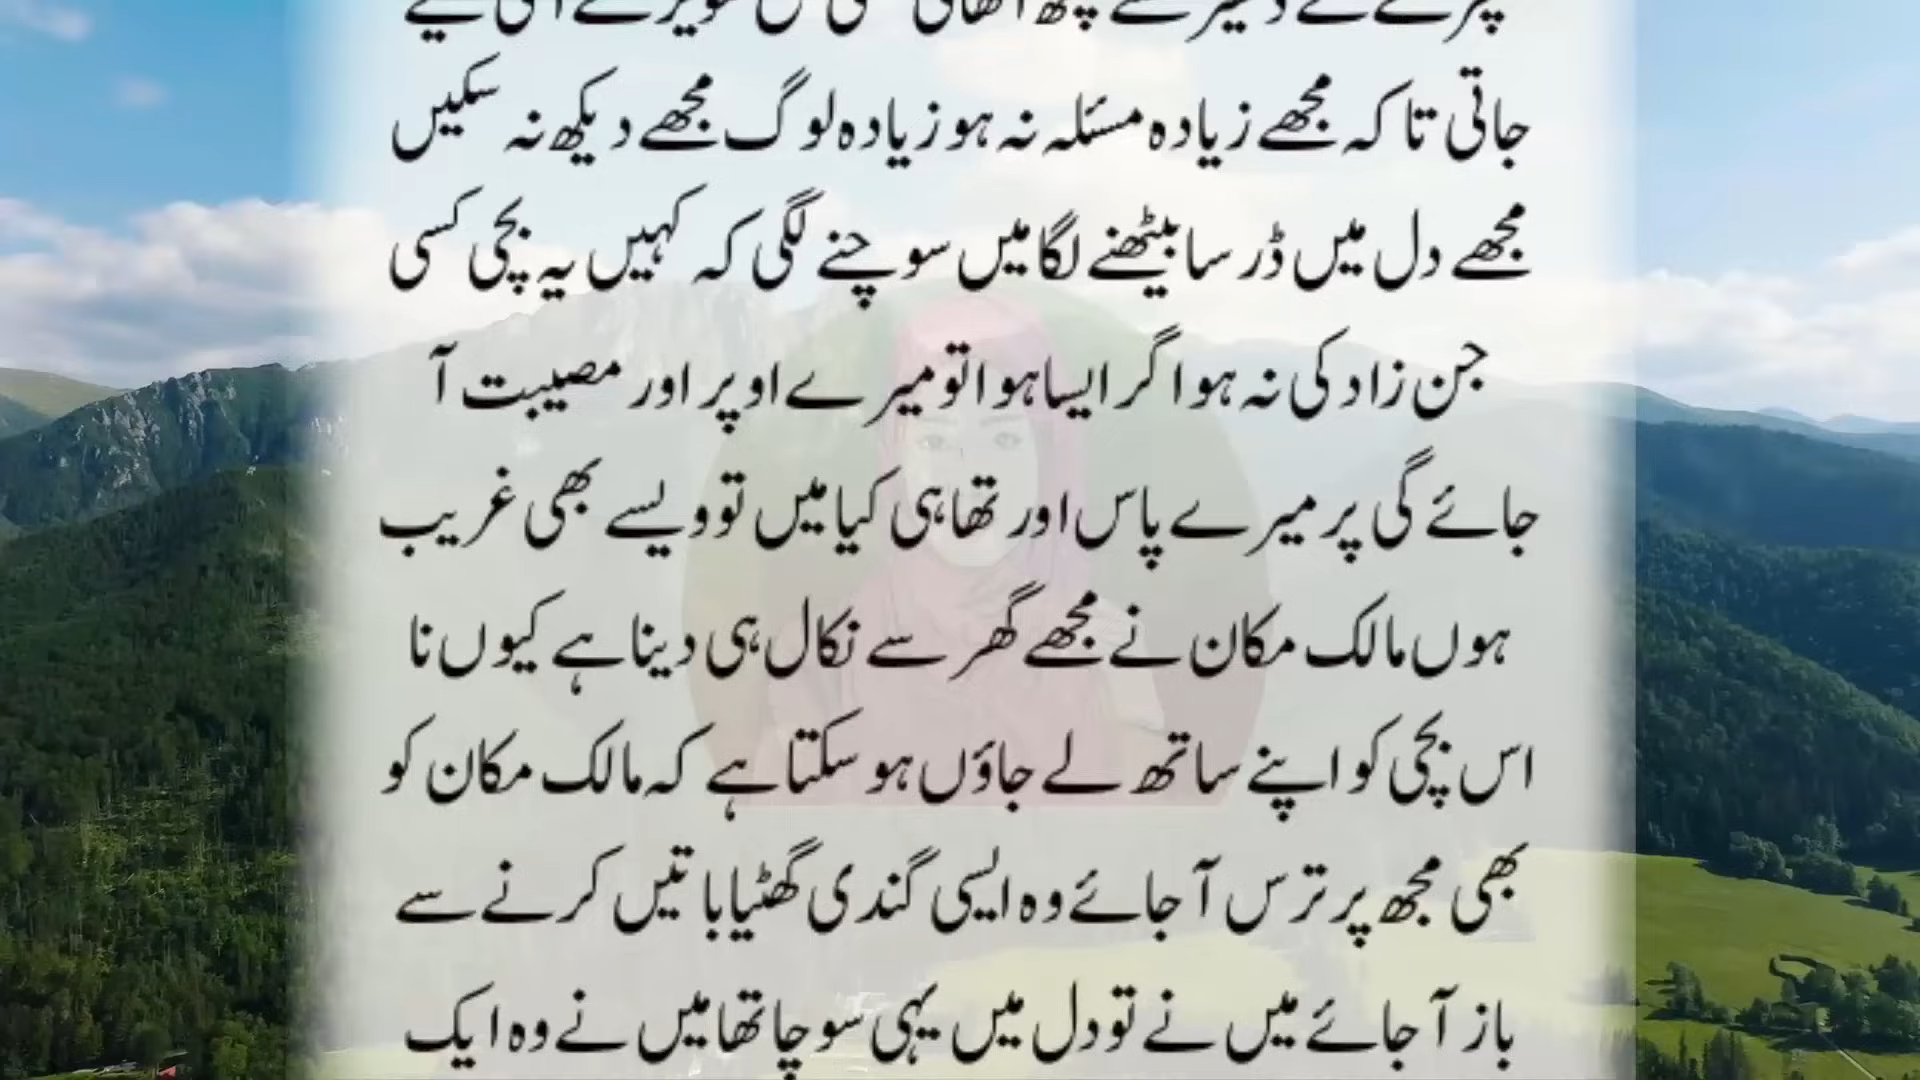 جاتی تا کہ مجھے زیادہ مسئلہ نہ ہو زیادہ لوگ مجھے دیکھ نہ سکیں
مجھے دل میں ڈر سا بیٹھنے لگا میں سوچنے لگی کہ کہیں یہ بچی کسی
جن زاد کی نہ ہو اگر ایسا ہوا تو میرے اوپر اور مصیبت آ
جائے گی پر میرے پاس اور تھا ہی کیا میں تو ویسے بھی غریب
ہوں مالک مکان نے مجھے گھر سے نکال ہی دینا ہے کیوں نا
اس بچی کو اپنے ساتھ لے جاؤں ہو سکتا ہے کہ مالک مکان کو
بھی مجھ پر ترس آ جائے وہ ایسی گندی گھٹیا باتیں کرنے سے
باز آ جائے میں نے تو دل میں یہی سوچا تھا میں نے وہ ایک